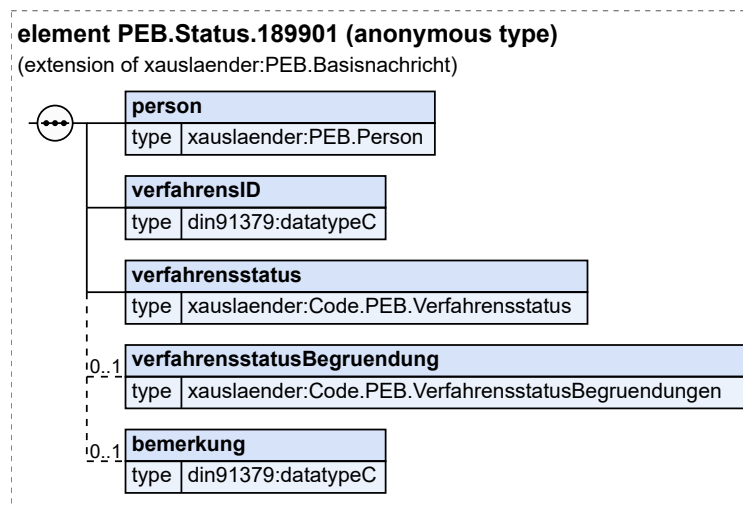 element PEB.Status.189901 (anonymous type)
(extension of xauslaender:PEB.Basisnachricht)
person
type xauslaender:PEB.Person
verfahrensID
type din91379:datatypeC
verfahrensstatus
type xauslaender:Code.PEB.Verfahrensstatus
0..1 verfahrensstatusBegruendung
type xauslaender:Code.PEB.VerfahrensstatusBegruendungen
0..1 bemerkung
type din91379:datatypeC